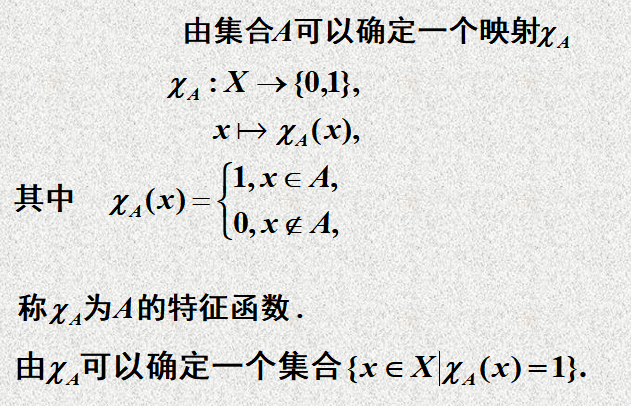 由集合A可以确定一个映射χ_A
χ_A : X → {0,1},
x ↦ χ_A(x),
其中 χ_A(x) = { 1, x ∈ A,
0, x ∉ A,
称χ_A为A的特征函数.
由χ_A可以确定一个集合{x ∈ X|χ_A(x) = 1}.